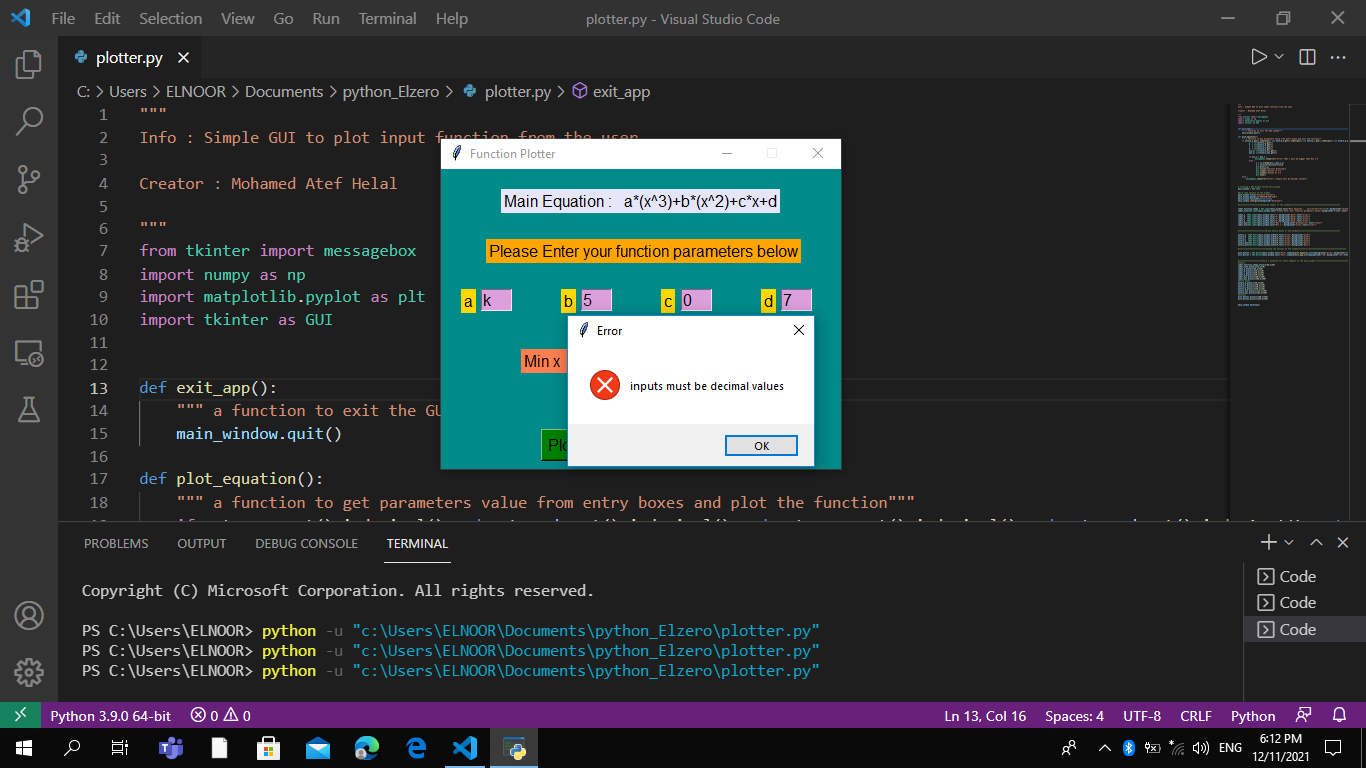 File Edit Selection View Go Run Terminal Help plotter.py - Visual Studio Code
plotter.py
C: > Users > ELNOOR > Documents > python_Elzero > plotter.py > exit_app
1 """
2 Info : Simple GUI to plot input function from the user
3
4 Creator : Mohamed Atef Helal
5
6 """
7 from tkinter import messagebox
8 import numpy as np
9 import matplotlib.pyplot as plt
10 import tkinter as GUI
11
12
13 def exit_app():
14 """ a function to exit the GU
15 main_window.quit()
16
17 def plot_equation():
18 """ a function to get parameters value from entry boxes and plot the function"""
Function Plotter
Main Equation : a*(x^3)+b*(x^2)+c*x+d
Please Enter your function parameters below
a k b 5 c 0 d 7
Min x
Error
inputs must be decimal values
OK
PROBLEMS OUTPUT DEBUG CONSOLE TERMINAL
Copyright (C) Microsoft Corporation. All rights reserved.
PS C:\Users\ELNOOR> python -u "c:\Users\ELNOOR\Documents\python_Elzero\plotter.py"
PS C:\Users\ELNOOR> python -u "c:\Users\ELNOOR\Documents\python_Elzero\plotter.py"
PS C:\Users\ELNOOR> python -u "c:\Users\ELNOOR\Documents\python_Elzero\plotter.py"
Code
Code
Code
Python 3.9.0 64-bit 0 0 Ln 13, Col 16 Spaces: 4 UTF-8 CRLF Python
ENG
6:12 PM
12/11/2021